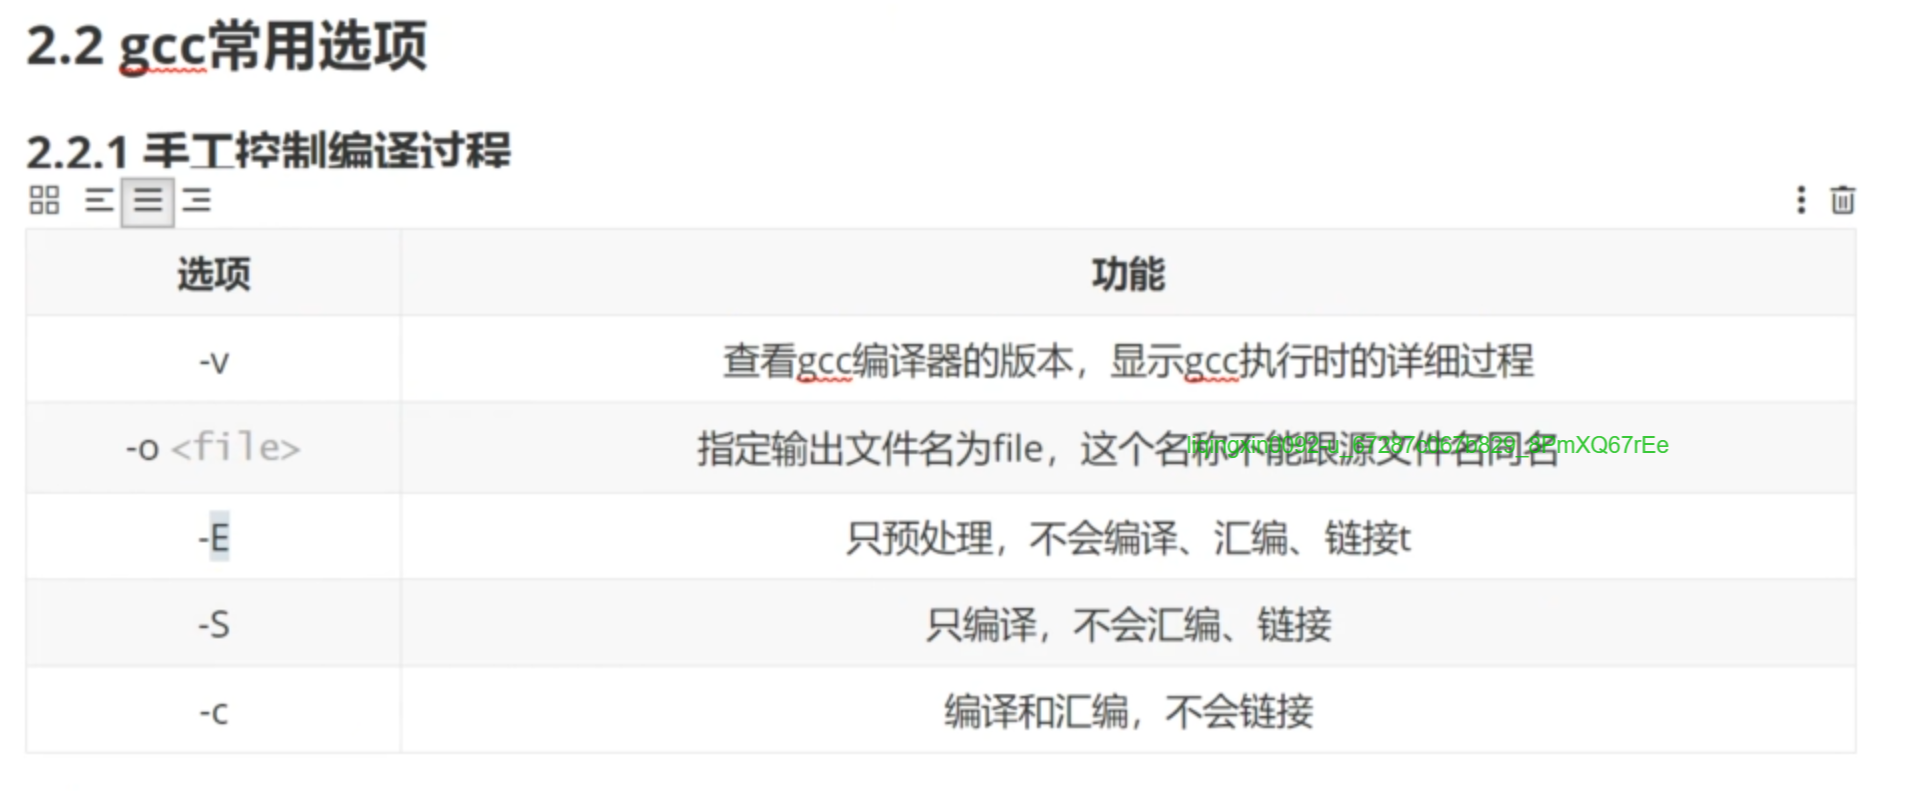 2.2 gcc常用选项
2.2.1 手工控制编译过程
选项 功能
-v 查看gcc编译器的版本，显示gcc执行时的详细过程
-o <file> 指定输出文件名为file，这个名称不能跟源文件名同名
-E 只预处理，不会编译、汇编、链接t
-S 只编译，不会汇编、链接
-c 编译和汇编，不会链接